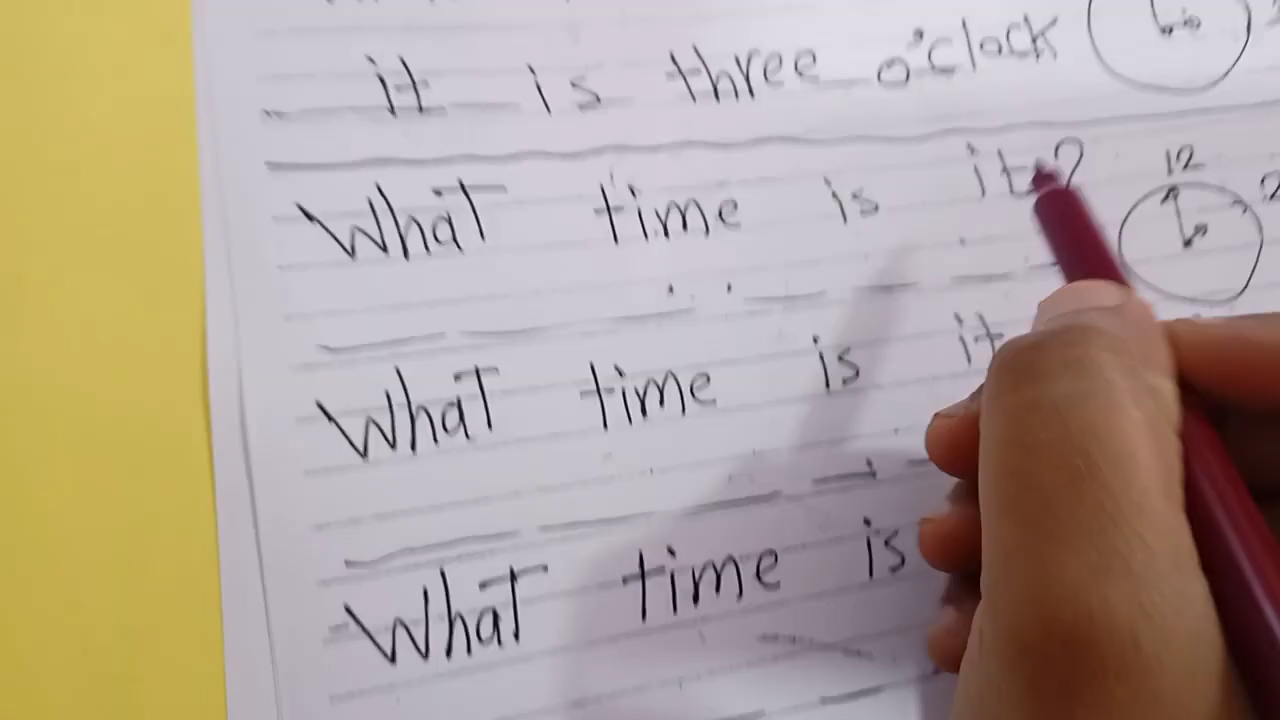 it is three o'clock
What time is it?
12
What time is it
What time is